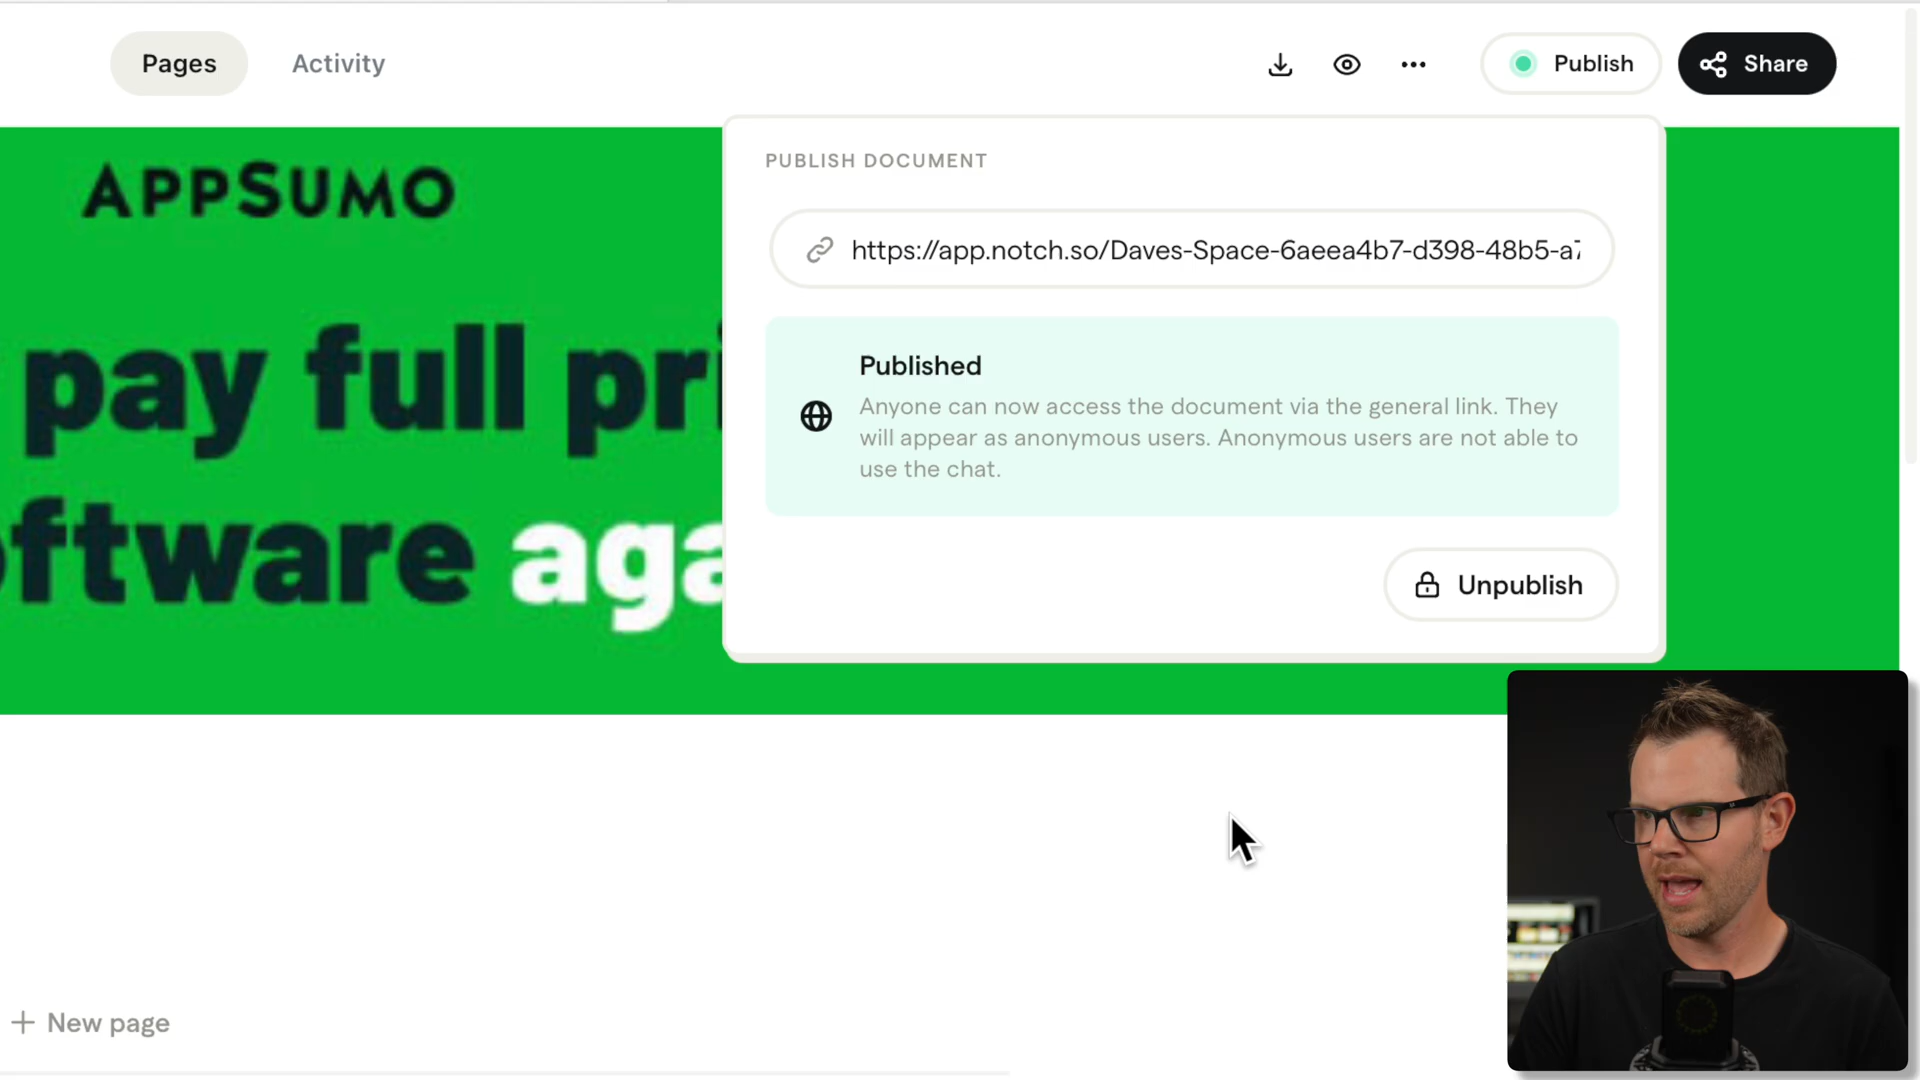 Pages
Activity
Publish
Share
APPSUMO
PUBLISH DOCUMENT
https://app.notch.so/Daves-Space-6aeea4b7-d398-48b5-a7
Published
Anyone can now access the document via the general link. They
will appear as anonymous users. Anonymous users are not able to
use the chat.
Unpublish
pay full pri
oftware aga
New page